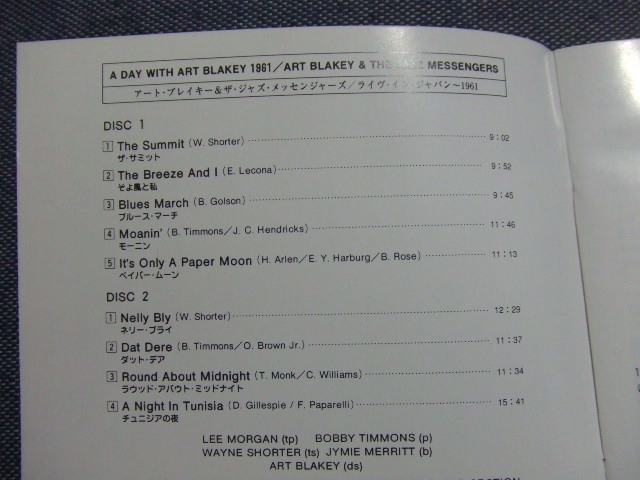 A DAY WITH ART BLAKEY 1961／ART BLAKEY & THE JAZZ MESSENGERS
アート・ブレイキー＆ザ・ジャズ・メッセンジャーズ／ライヴ・イン・ジャパン〜1961
DISC 1
1 The Summit (W. Shorter) 9：02
ザ・サミット
2 The Breeze And I (E. Lecona) 9：52
そよ風と私
3 Blues March (B. Golson) 9：45
ブルース・マーチ
4 Moanin' (B. Timmons／J. C. Hendricks) 11：46
モーニン
5 It's Only A Paper Moon (H. Arlen／E. Y. Harburg／B. Rose) 11：13
ペイパー・ムーン
DISC 2
1 Nelly Bly (W. Shorter) 12：29
ネリー・ブライ
2 Dat Dere (B. Timmons／O. Brown Jr.) 11：37
ダット・デア
3 Round About Midnight (T. Monk／C. Williams) 11：34
ラウッド・アバウト・ミッドナイト
4 A Night In Tunisia (D. Gillespie / F. Paparelli) 15：41
チュニジアの夜
LEE MORGAN (tp) BOBBY TIMMONS (p)
WAYNE SHORTER (ts) JYMIE MERRITT (b)
ART BLAKEY (ds)